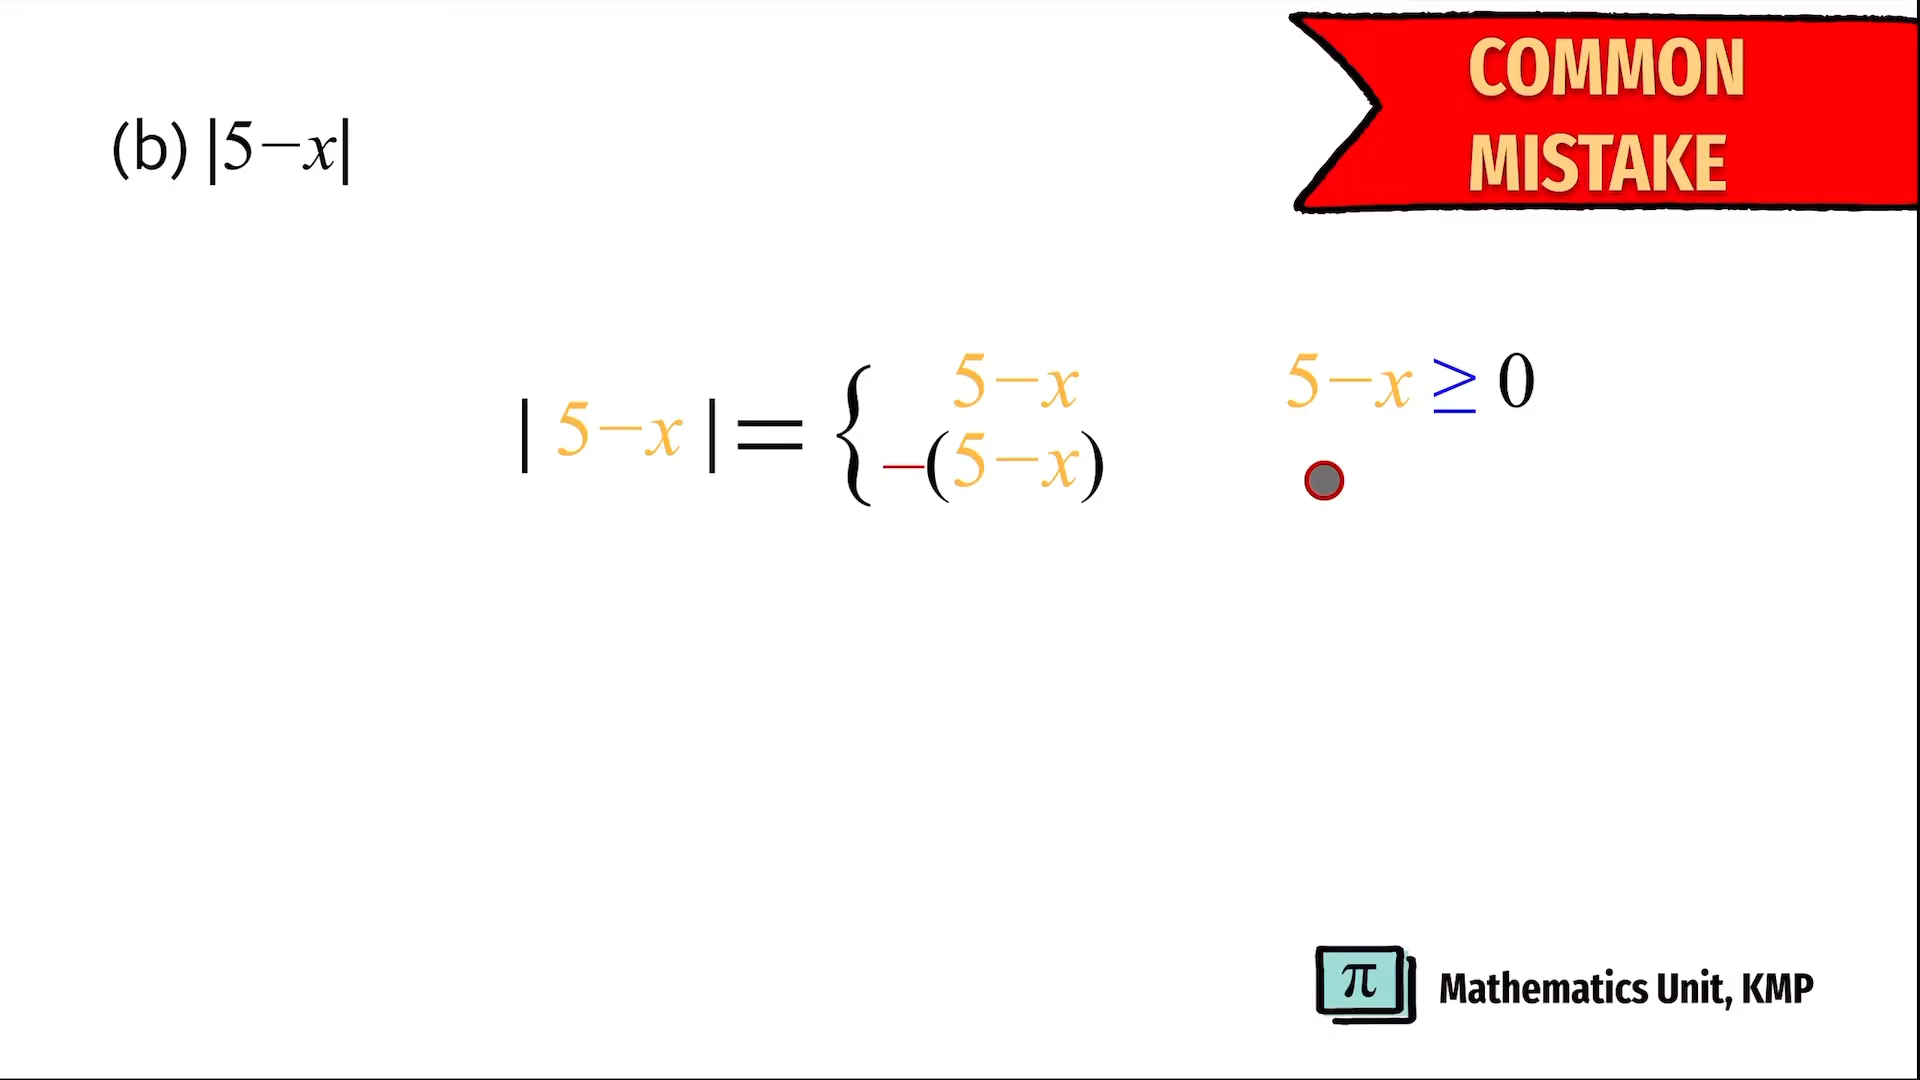 COMMON
MISTAKE
(b) |5−x|
| 5−x | = { 5−x 5−x ≥ 0
−(5−x)
π Mathematics Unit, KMP